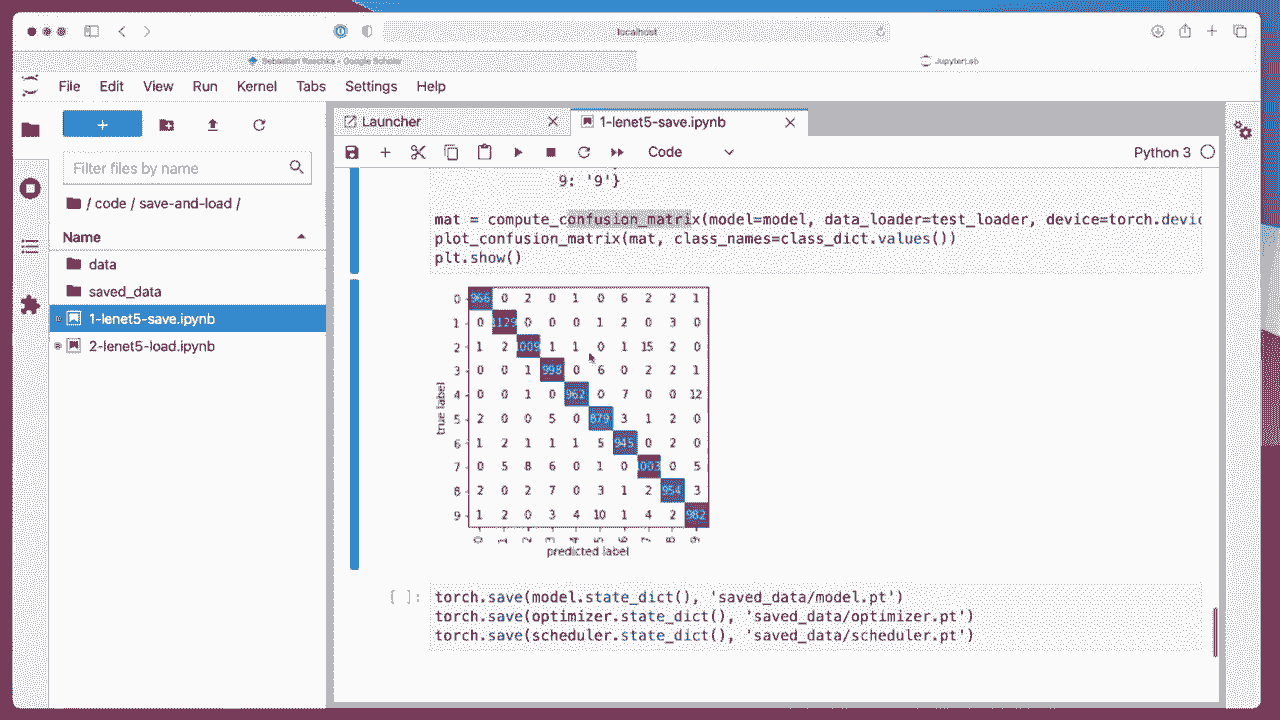 localhost
Sebastian Raschka - Google Scholar
JupyterLab
File Edit View Run Kernel Tabs Settings Help
Launcher
1-lenet5-save.ipynb
Code
Python 3
Filter files by name
/ code / save-and-load /
Name
data
saved_data
1-lenet5-save.ipynb
2-lenet5-load.ipynb
9: '9'}
mat = compute_confusion_matrix(model=model, data_loader=test_loader, device=torch.devic
plot_confusion_matrix(mat, class_names=class_dict.values())
plt.show()
0 966 0 2 0 1 0 6 2 2 1
1 0 1129 0 0 0 1 2 0 3 0
2 1 2 1009 1 1 0 1 15 2 0
3 0 0 1 998 0 6 0 2 2 1
4 0 0 1 0 962 0 7 0 0 12
5 2 0 0 5 0 879 3 1 2 0
6 1 2 1 1 1 5 945 0 2 0
7 0 5 8 6 0 1 0 1003 0 5
8 2 0 2 7 0 3 1 2 954 3
9 1 2 0 3 4 10 1 4 2 982
0 1 2 3 4 5 6 7 8 9
true label
predicted label
[ ]: torch.save(model.state_dict(), 'saved_data/model.pt')
torch.save(optimizer.state_dict(), 'saved_data/optimizer.pt')
torch.save(scheduler.state_dict(), 'saved_data/scheduler.pt')